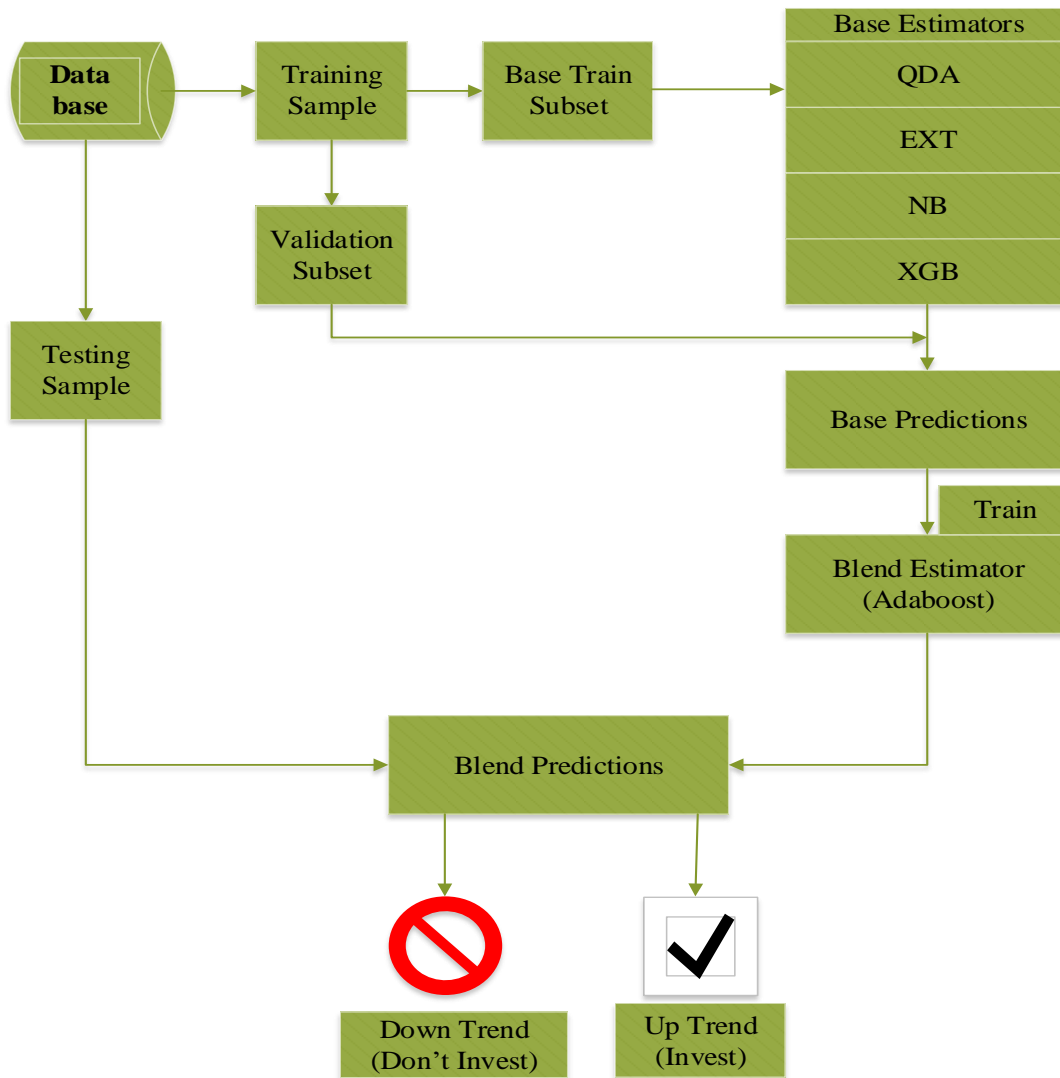 Data
base
Training
Sample
Base Train
Subset
Base Estimators
QDA
EXT
NB
XGB
Validation
Subset
Testing
Sample
Base Predictions
Train
Blend Estimator
(Adaboost)
Blend Predictions
Down Trend
(Don’t Invest)
Up Trend
(Invest)